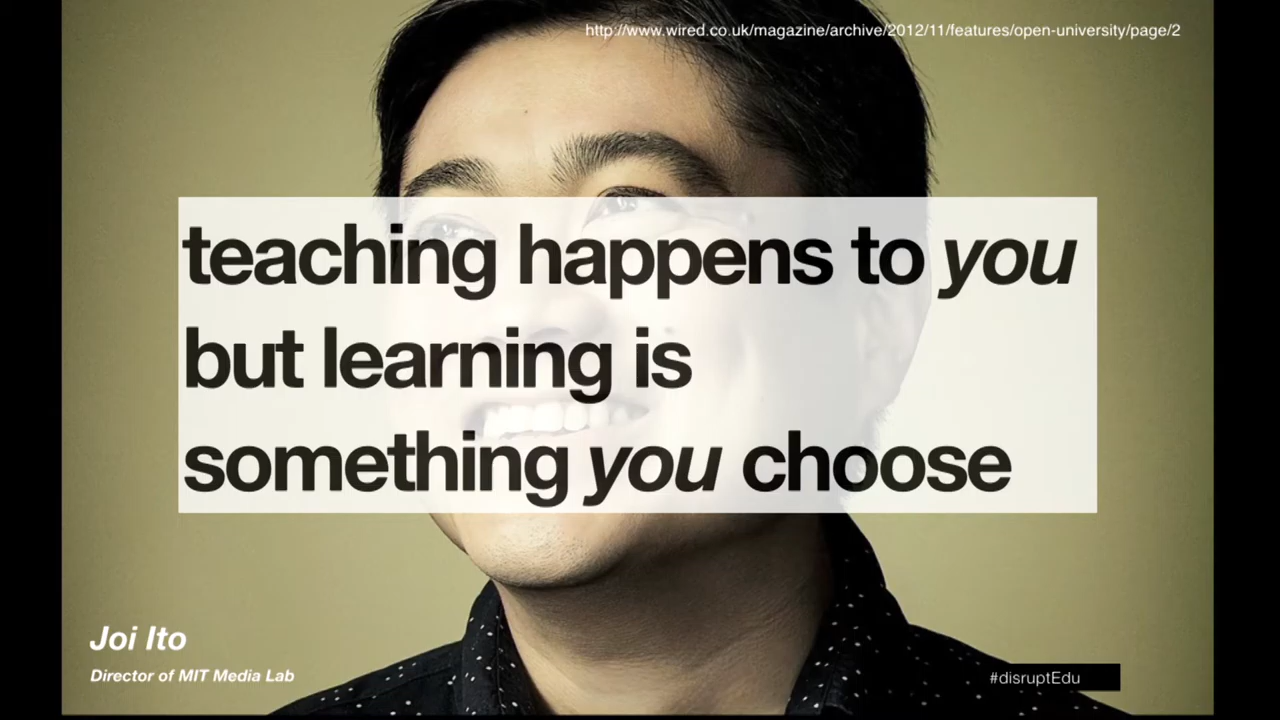 http://www.wired.co.uk/magazine/archive/2012/11/features/open-university/page/2
teaching happens to you
but learning is
something you choose
Joi Ito
Director of MIT Media Lab
#disruptEdu